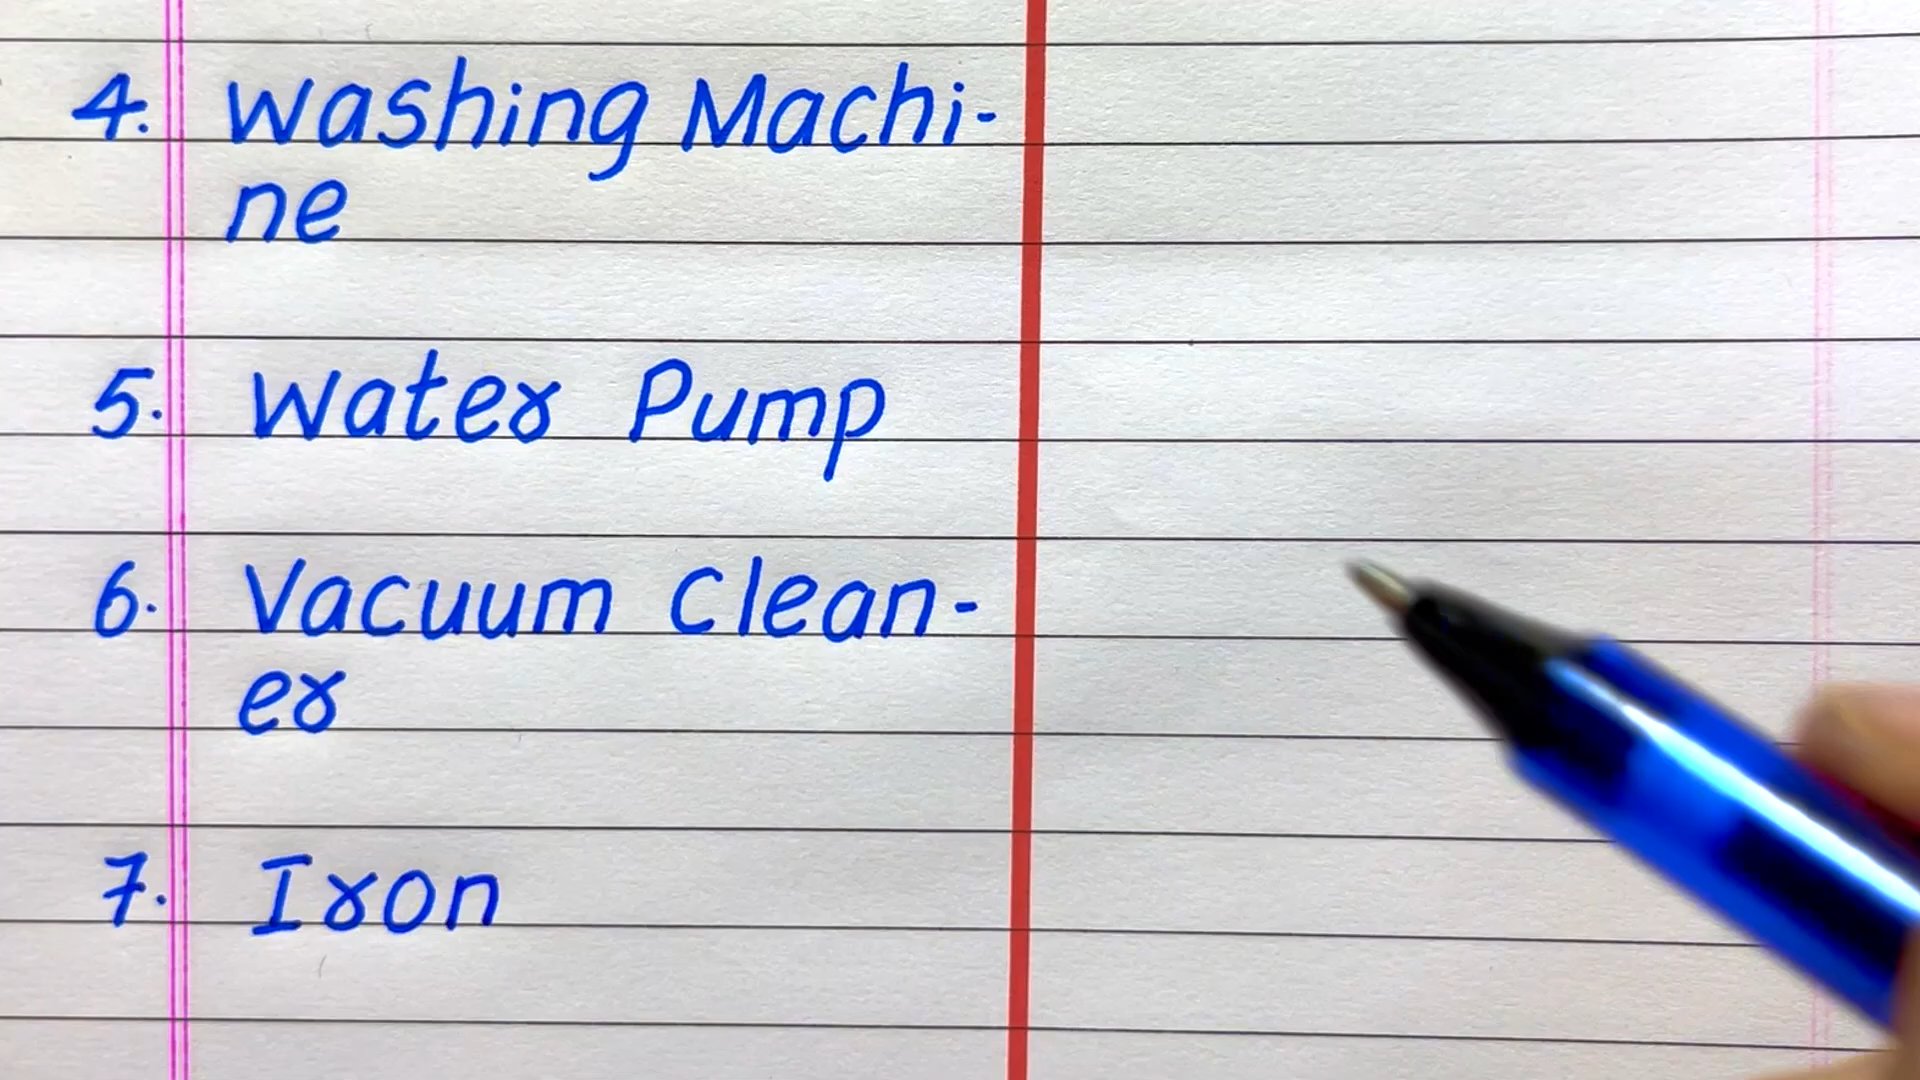 4. Washing Machi-
ne
5. Water Pump
6. Vacuum Clean-
er
7. Iron